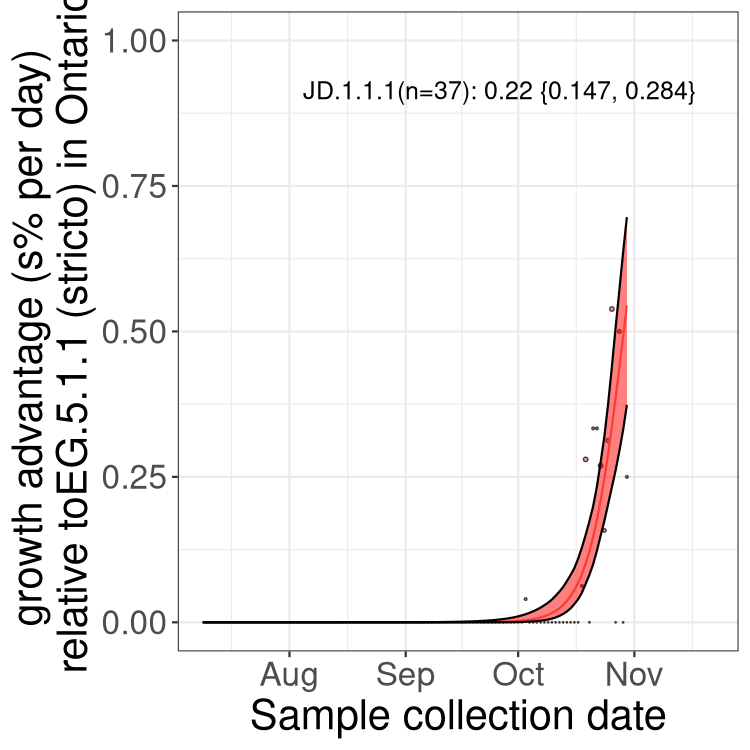 growth advantage (s% per day)
relative toEG.5.1.1 (stricto) in Ontario
1.00
0.75
0.50
0.25
0.00
JD.1.1.1(n=37): 0.22 {0.147, 0.284}
Aug Sep Oct Nov
Sample collection date